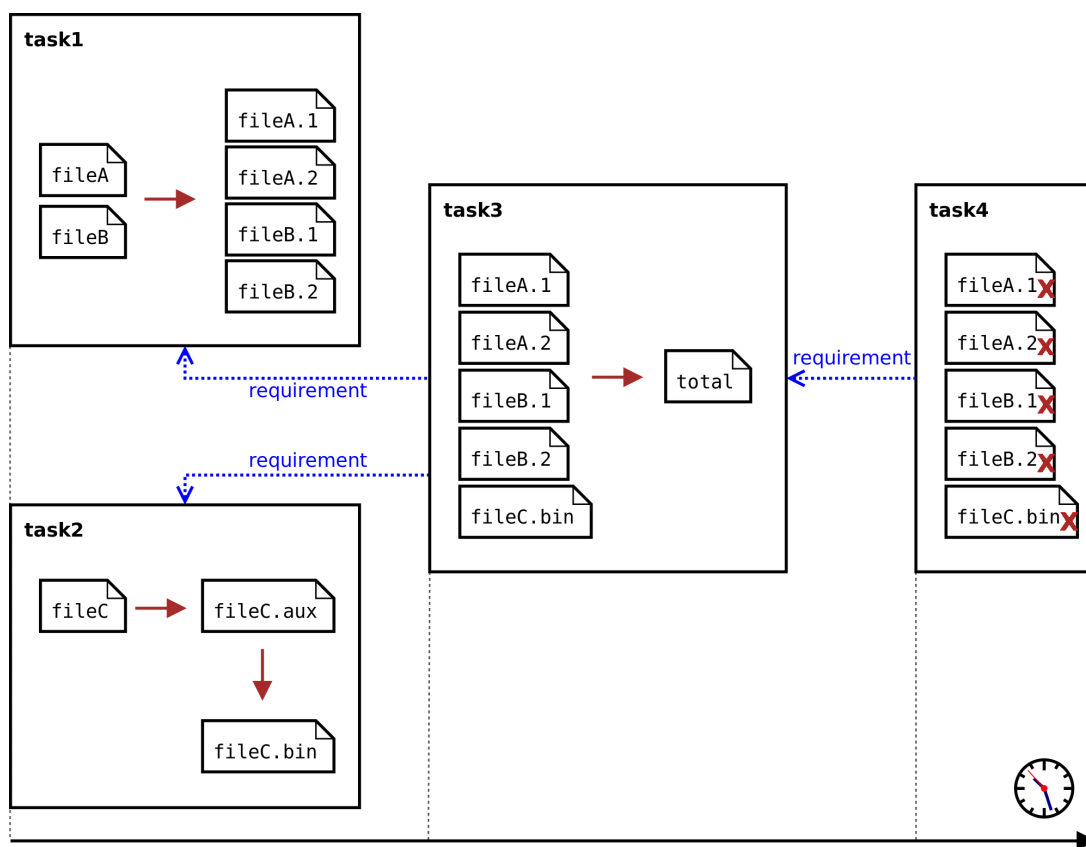 task1
fileA
fileB
fileA.1
fileA.2
fileB.1
fileB.2
requirement
requirement
task2
fileC
fileC.aux
fileC.bin
task3
fileA.1
fileA.2
fileB.1
fileB.2
fileC.bin
total
requirement
task4
fileA.1
fileA.2
fileB.1
fileB.2
fileC.bin